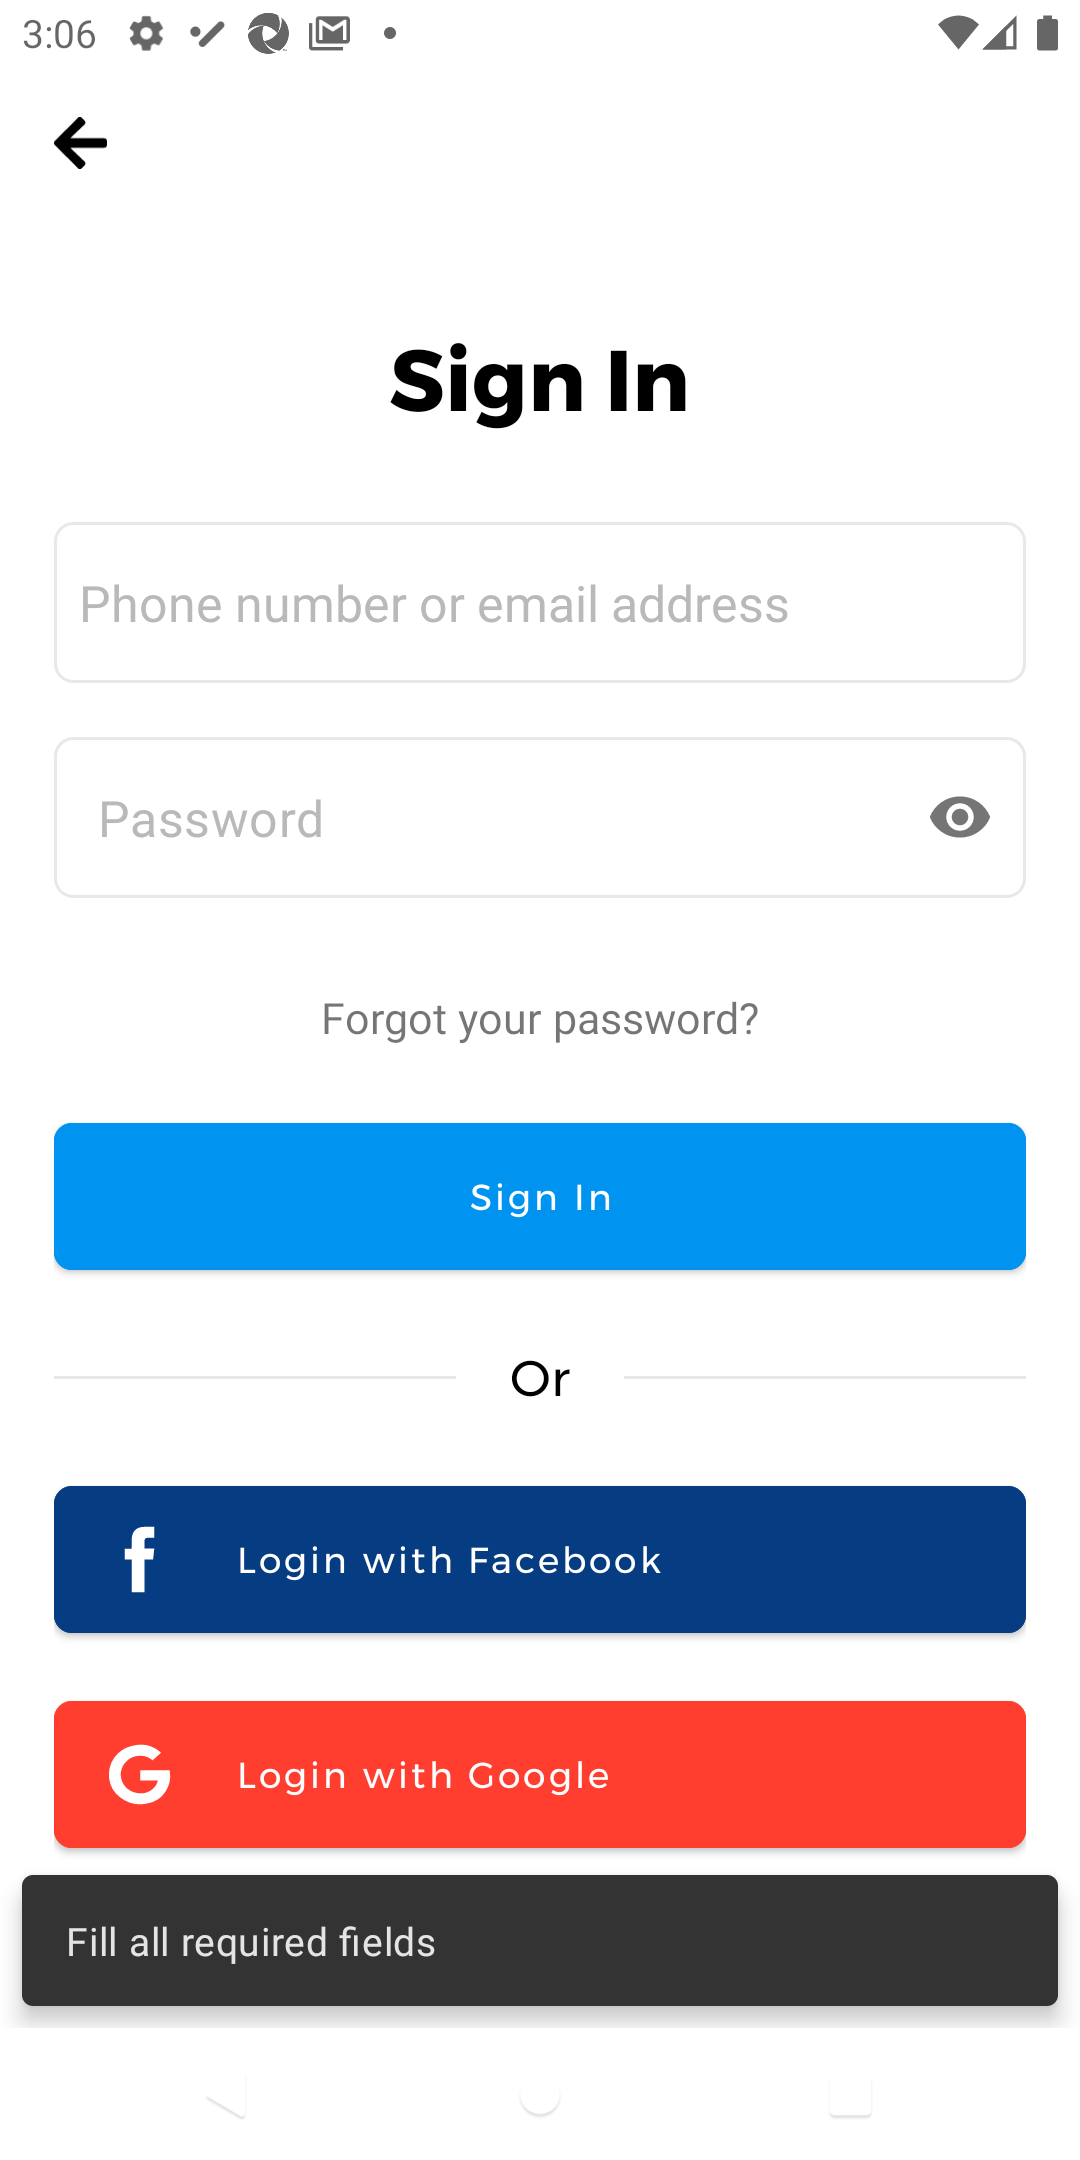 3:06
Sign In
Phone number or email address
Password
Forgot your password?
Sign In
Or
Login with Facebook
Login with Google
Fill all required fields